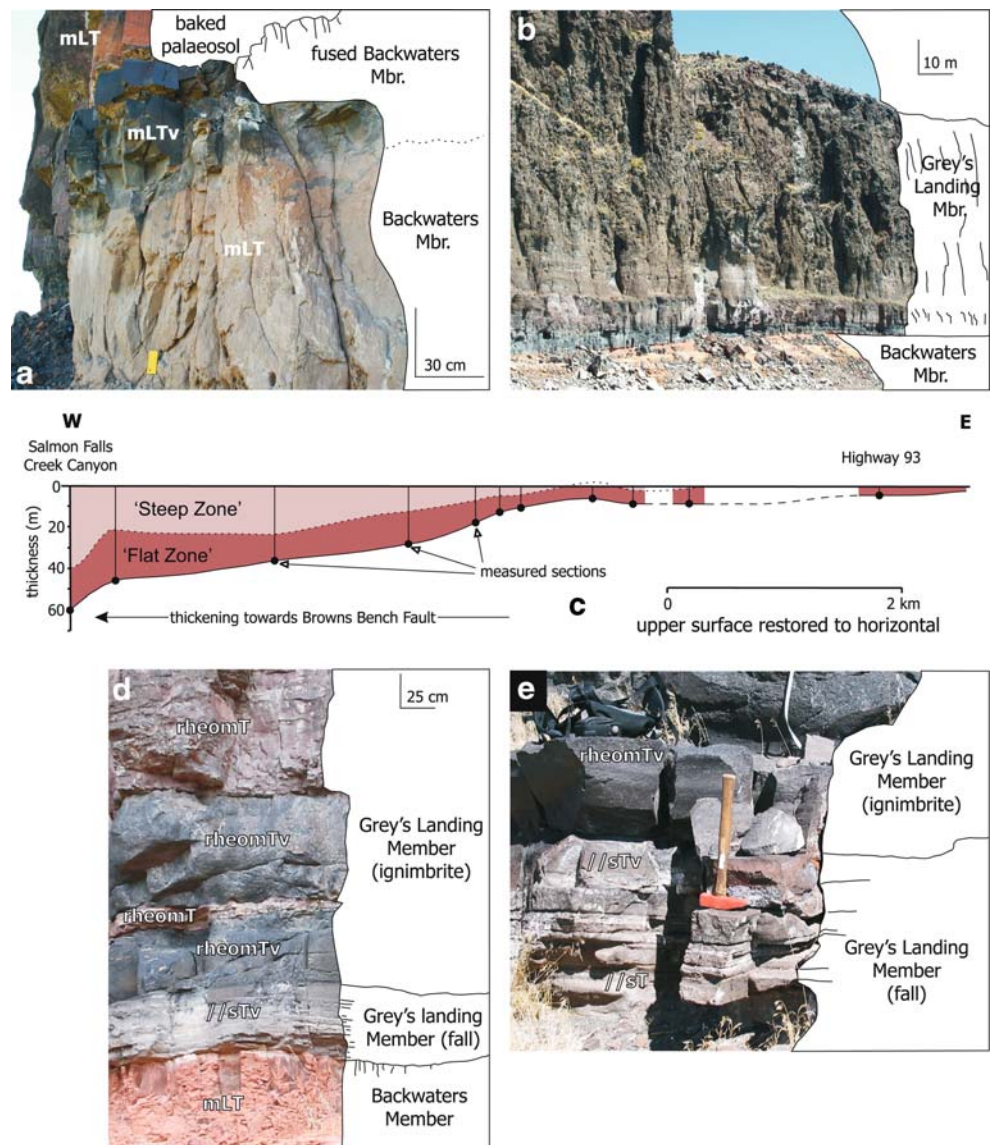 a
mLT
baked
palaeosol
fused Backwaters
Mbr.
mLTv
Backwaters
Mbr.
mLT
30 cm
b
10 m
Grey's
Landing
Mbr.
Backwaters
Mbr.
W
E
Salmon Falls
Creek Canyon
Highway 93
thickness (m)
0
20
40
60
'Steep Zone'
'Flat Zone'
measured sections
thickening towards Browns Bench Fault
c
0
2 km
upper surface restored to horizontal
d
25 cm
rheomT
rheomTv
Grey's Landing
Member
(ignimbrite)
rheomT
rheomTv
//sTv
Grey's landing
Member (fall)
mLT
Backwaters
Member
e
rheomTv
Grey's Landing
Member
(ignimbrite)
//sTv
//sT
Grey's Landing
Member
(fall)